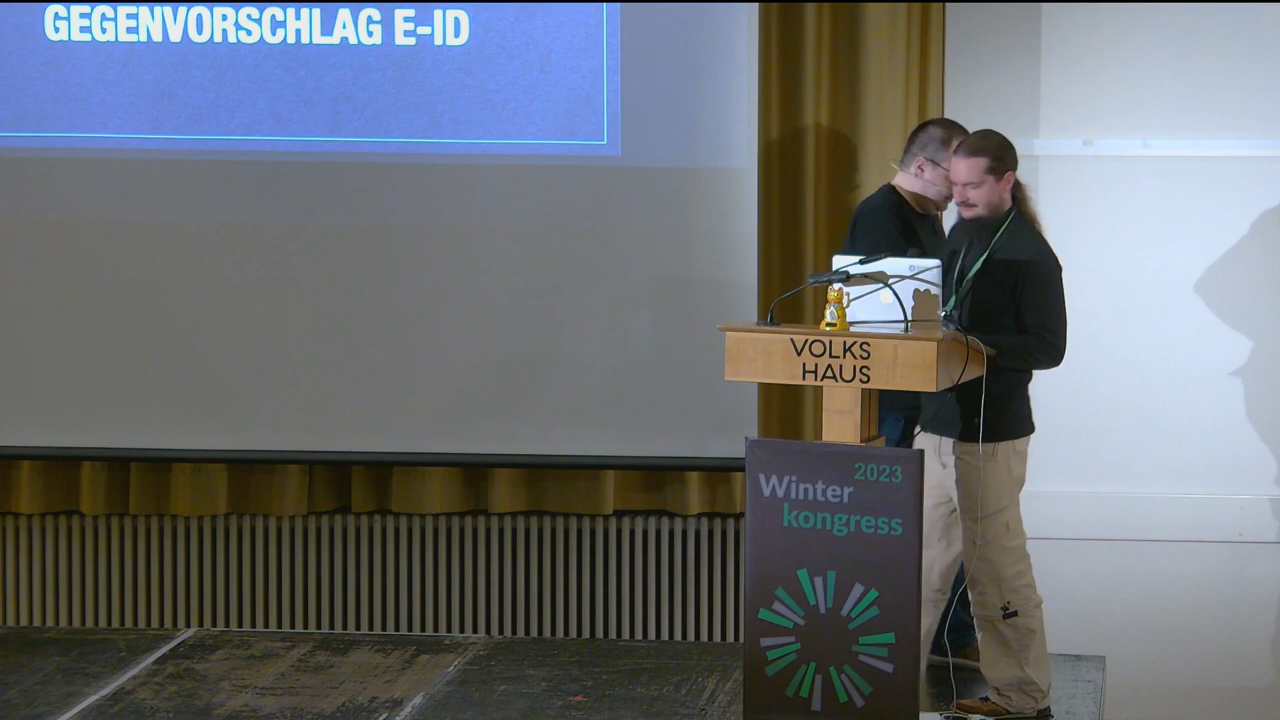 GEGENVORSCHLAG E-ID
VOLKS
HAUS
2023
Winter
kongress